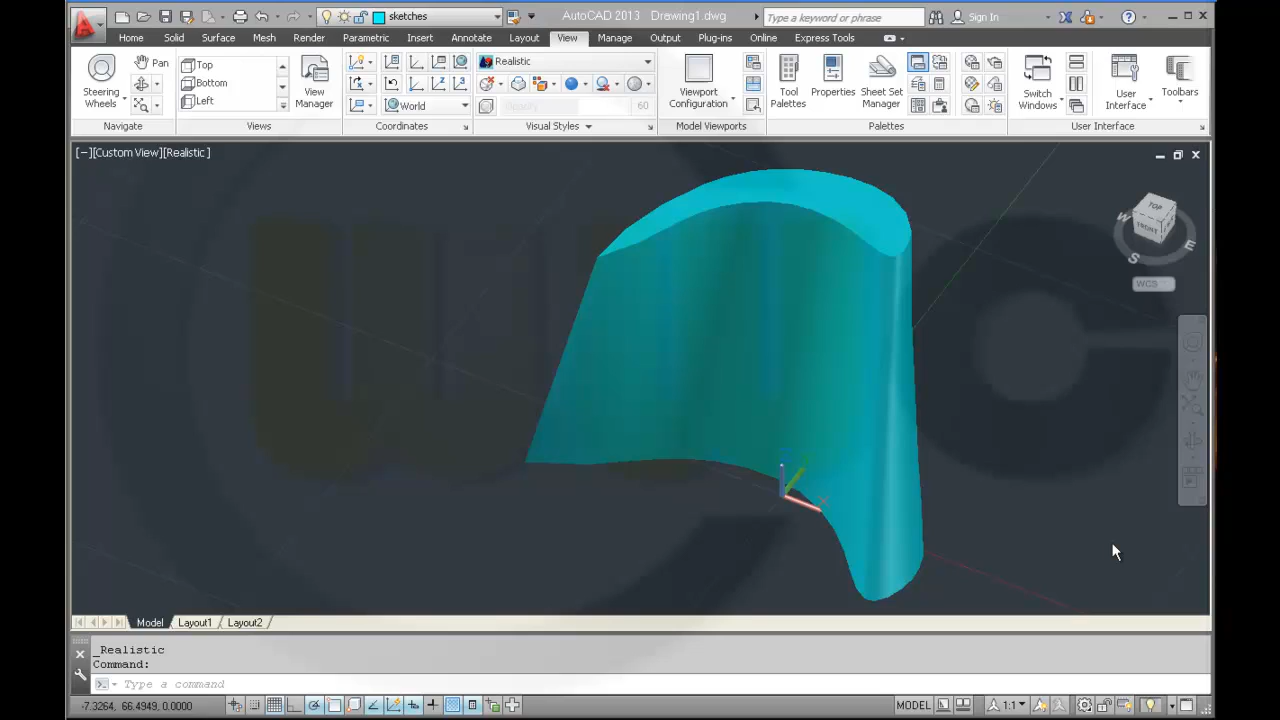 sketches
AutoCAD 2013 Drawing1.dwg
Type a keyword or phrase
Sign In
Home Solid Surface Mesh Render Parametric Insert Annotate Layout View Manage Output Plug-ins Online Express Tools
Pan
Steering Wheels
Navigate
Top
Bottom
Left
Views
View Manager
World
Coordinates
Realistic
Opacity 60
Visual Styles
Viewport Configuration
Model Viewports
Tool Palettes
Properties
Sheet Set Manager
Palettes
Switch Windows
User Interface
Toolbars
User Interface
[−][Custom View][Realistic ]
TOP
FRONT
W
S
E
WCS
Model Layout1 Layout2
_Realistic
Command:
Type a command
-7.3264, 66.4949, 0.0000
MODEL
1:1